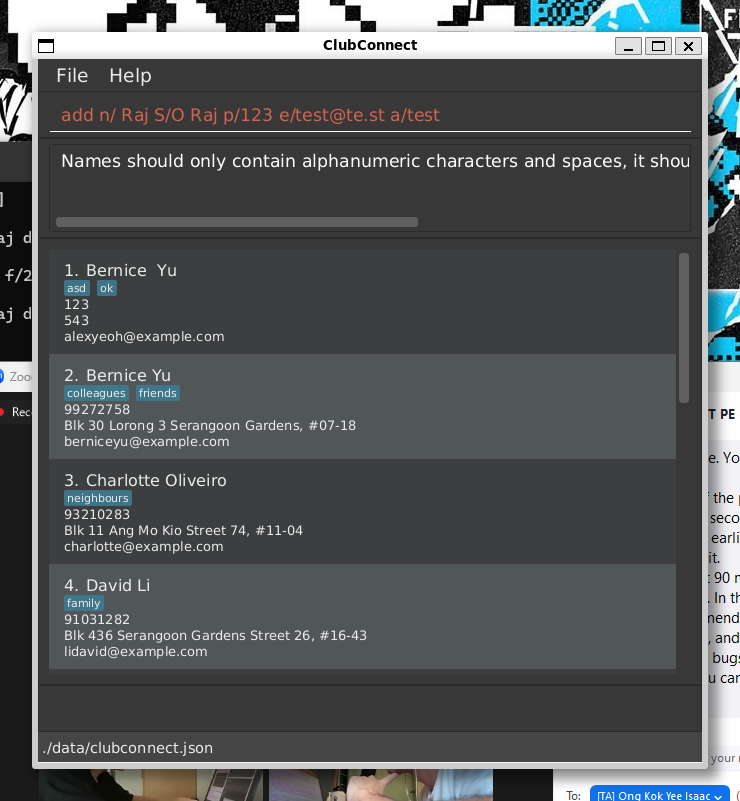 ClubConnect
File Help
add n/ Raj S/O Raj p/123 e/test@te.st a/test
Names should only contain alphanumeric characters and spaces, it shou
1. Bernice  Yu
asd ok
123
543
alexyeoh@example.com
2. Bernice Yu
colleagues friends
99272758
Blk 30 Lorong 3 Serangoon Gardens, #07-18
berniceyu@example.com
3. Charlotte Oliveiro
neighbours
93210283
Blk 11 Ang Mo Kio Street 74, #11-04
charlotte@example.com
4. David Li
family
91031282
Blk 436 Serangoon Gardens Street 26, #16-43
lidavid@example.com
./data/clubconnect.json
]
aj d
f/2
aj d
Zoo
Rec
T PE
e. Yo
f the p
seco
earli
it.
t 90 m
. In th
mend
, and
bugs
u can
your
To: [TA] Ong Kok Yee Isaac